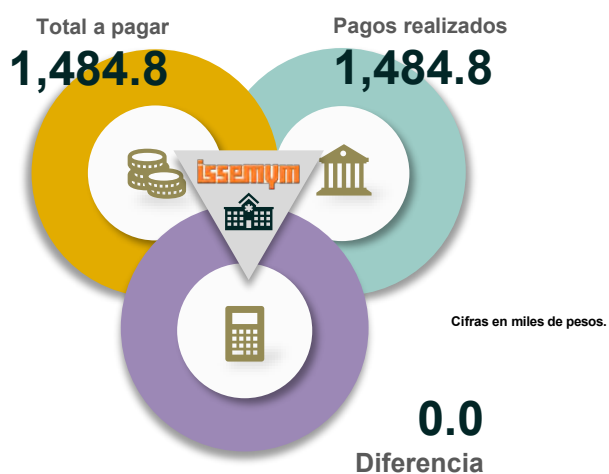 Total a pagar
1,484.8
Pagos realizados
1,484.8
issemym
Cifras en miles de pesos.
0.0
Diferencia